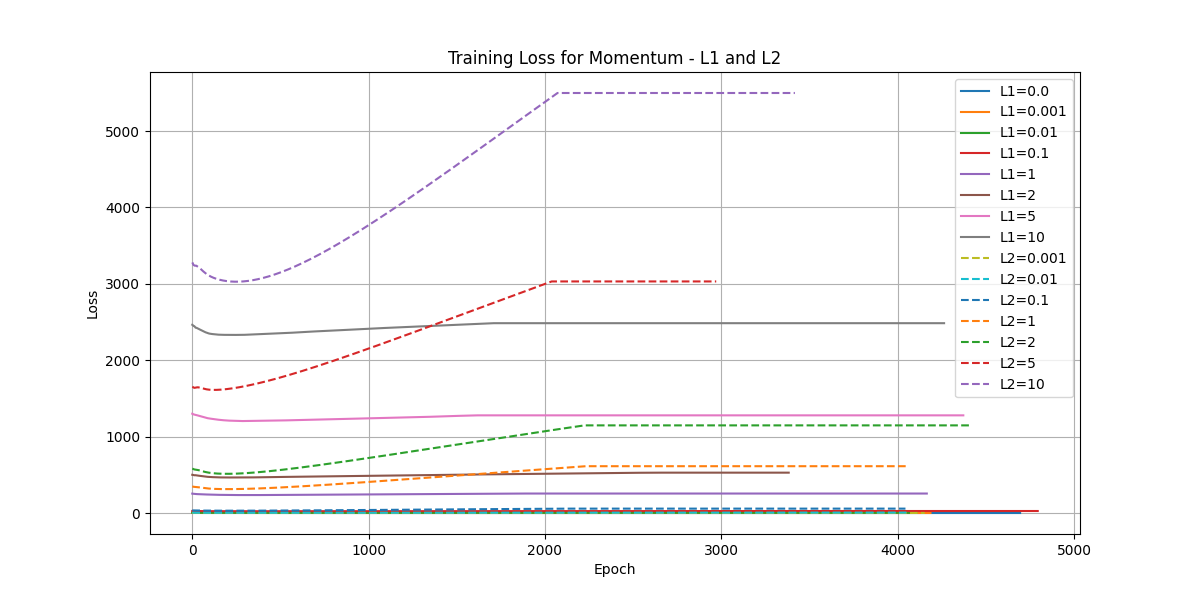 Training Loss for Momentum - L1 and L2
Loss
5000
4000
3000
2000
1000
0
0
1000
2000
3000
4000
5000
Epoch
L1=0.0
L1=0.001
L1=0.01
L1=0.1
L1=1
L1=2
L1=5
L1=10
L2=0.001
L2=0.01
L2=0.1
L2=1
L2=2
L2=5
L2=10